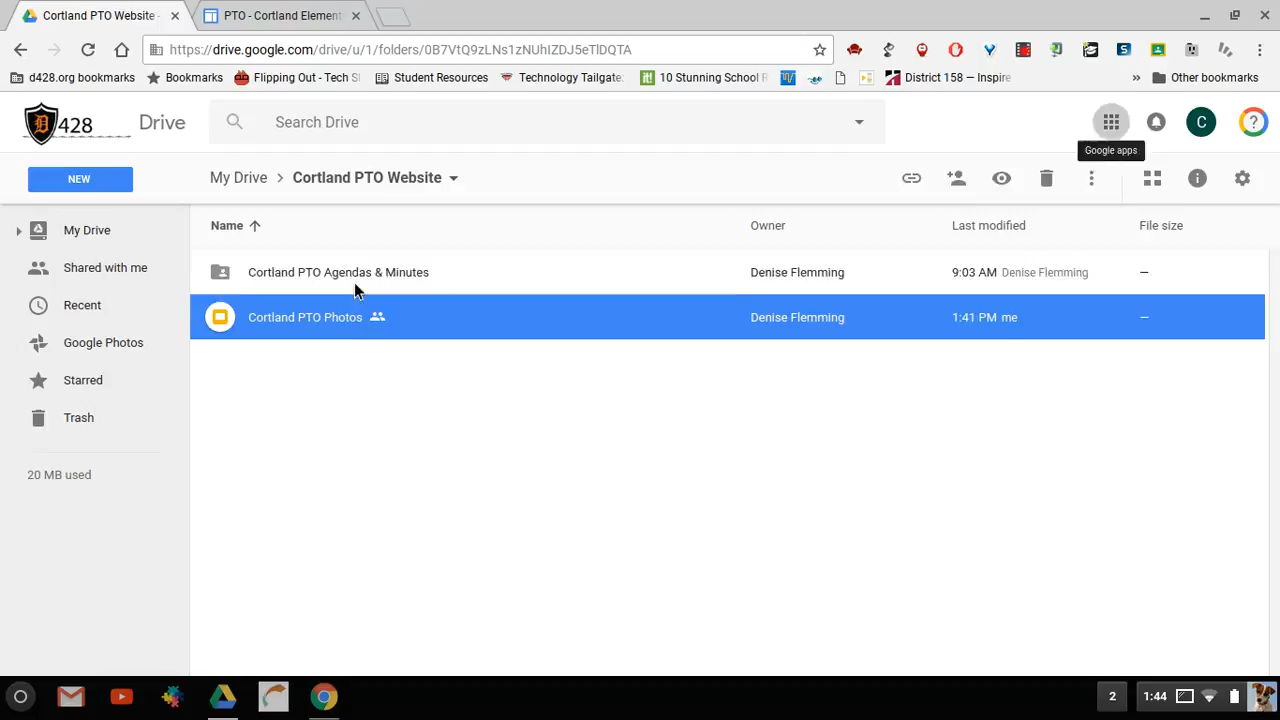 Cortland PTO Website -
PTO - Cortland Element
https://drive.google.com/drive/u/1/folders/0B7VtQ9zLNs1zNUhIZDJ5eTlDQTA
d428.org bookmarks
Bookmarks
Flipping Out - Tech Sl
Student Resources
Technology Tailgate:
10 Stunning School R
District 158 — Inspire
»
Other bookmarks
D 428
Drive
Search Drive
C
?
Google apps
NEW
My Drive > Cortland PTO Website
My Drive
Shared with me
Recent
Google Photos
Starred
Trash
20 MB used
Name
Owner
Last modified
File size
Cortland PTO Agendas & Minutes
Denise Flemming
9:03 AM Denise Flemming
—
Cortland PTO Photos
Denise Flemming
1:41 PM me
—
2
1:44